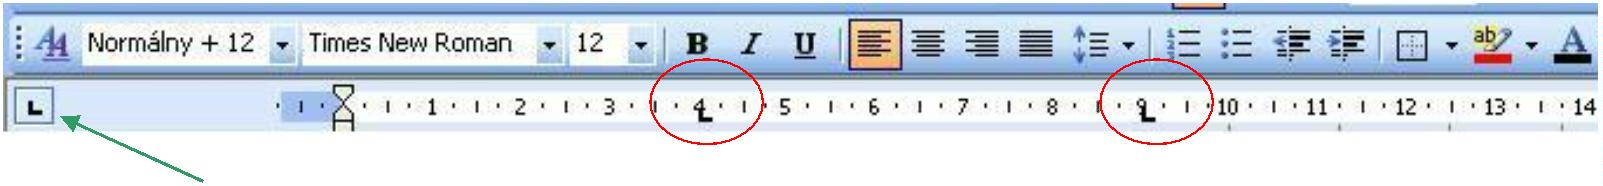 Normálny + 12 Times New Roman 12 B I U ab A
L 1 2 3 4 5 6 7 8 9 10 11 12 13 14